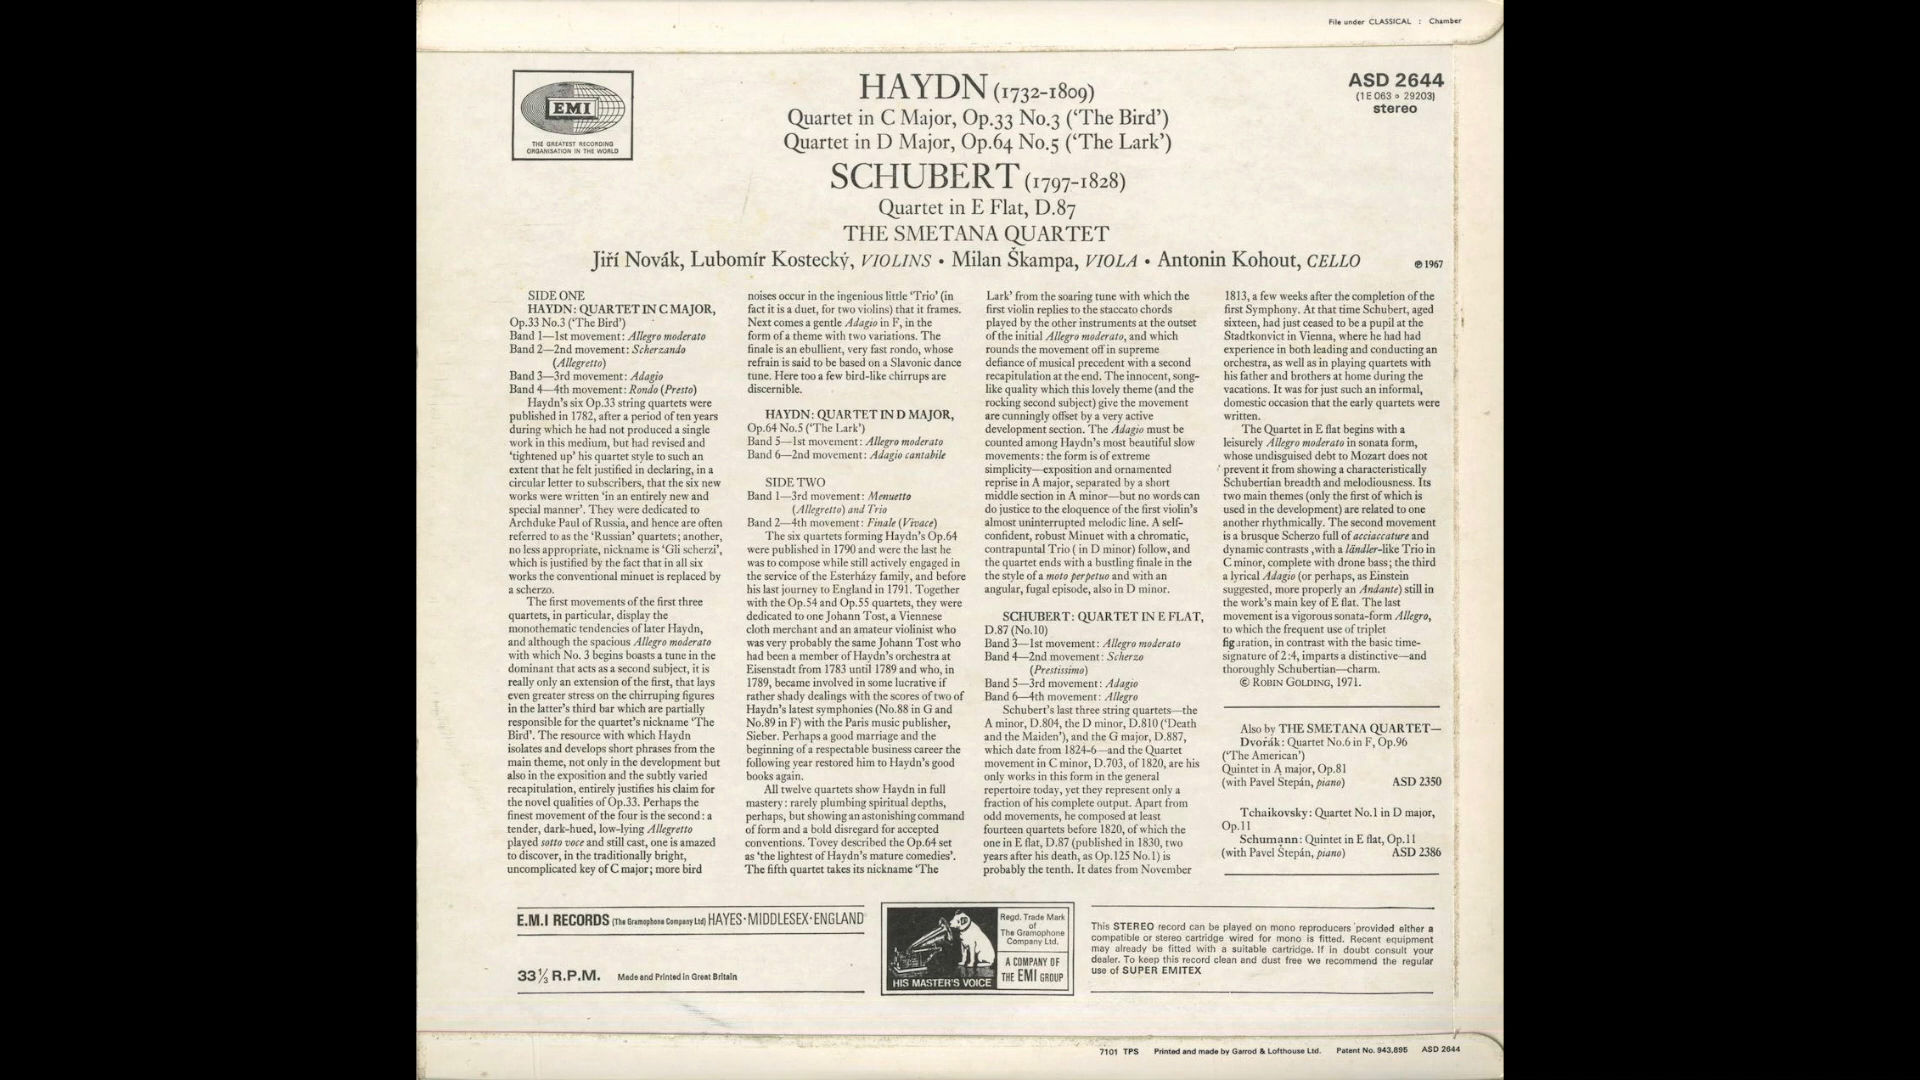 File under CLASSICAL : Chamber
EMI
THE GREATEST RECORDING
ORGANISATION IN THE WORLD
HAYDN (1732-1809)
Quartet in C Major, Op.33 No.3 (‘The Bird’)
Quartet in D Major, Op.64 No.5 (‘The Lark’)
SCHUBERT (1797-1828)
Quartet in E Flat, D.87
THE SMETANA QUARTET
Jiří Novák, Lubomír Kostecký, VIOLINS • Milan Škampa, VIOLA • Antonin Kohout, CELLO
ASD 2644
(1E 063 o 29203)
stereo
℗ 1967
SIDE ONE
HAYDN: QUARTET IN C MAJOR,
Op.33 No.3 (‘The Bird’)
Band 1—1st movement: Allegro moderato
Band 2—2nd movement: Scherzando
(Allegretto)
Band 3—3rd movement: Adagio
Band 4—4th movement: Rondo (Presto)
Haydn’s six Op.33 string quartets were
published in 1782, after a period of ten years
during which he had not produced a single
work in this medium, but had revised and
‘tightened up’ his quartet style to such an
extent that he felt justified in declaring, in a
circular letter to subscribers, that the six new
works were written ‘in an entirely new and
special manner’. They were dedicated to
Archduke Paul of Russia, and hence are often
referred to as the ‘Russian’ quartets; another,
no less appropriate, nickname is ‘Gli scherzi’,
which is justified by the fact that in all six
works the conventional minuet is replaced by
a scherzo.
The first movements of the first three
quartets, in particular, display the
monothematic tendencies of later Haydn,
and although the spacious Allegro moderato
with which No. 3 begins boasts a tune in the
dominant that acts as a second subject, it is
really only an extension of the first, that lays
even greater stress on the chirruping figures
in the latter’s third bar which are partially
responsible for the quartet’s nickname ‘The
Bird’. The resource with which Haydn
isolates and develops short phrases from the
main theme, not only in the development but
also in the exposition and the subtly varied
recapitulation, entirely justifies his claim for
the novel qualities of Op.33. Perhaps the
finest movement of the four is the second: a
tender, dark-hued, low-lying Allegretto
played sotto voce and still cast, one is amazed
to discover, in the traditionally bright,
uncomplicated key of C major; more bird
noises occur in the ingenious little ‘Trio’ (in
fact it is a duet, for two violins) that it frames.
Next comes a gentle Adagio in F, in the
form of a theme with two variations. The
finale is an ebullient, very fast rondo, whose
refrain is said to be based on a Slavonic dance
tune. Here too a few bird-like chirrups are
discernible.
HAYDN: QUARTET IN D MAJOR,
Op.64 No.5 (‘The Lark’)
Band 5—1st movement: Allegro moderato
Band 6—2nd movement: Adagio cantabile
SIDE TWO
Band 1—3rd movement: Menuetto
(Allegretto) and Trio
Band 2—4th movement: Finale (Vivace)
The six quartets forming Haydn’s Op.64
were published in 1790 and were the last he
was to compose while still actively engaged in
the service of the Esterházy family, and before
his last journey to England in 1791. Together
with the Op.54 and Op.55 quartets, they were
dedicated to one Johann Tost, a Viennese
cloth merchant and an amateur violinist who
was very probably the same Johann Tost who
had been a member of Haydn’s orchestra at
Eisenstadt from 1783 until 1789 and who, in
1789, became involved in some lucrative if
rather shady dealings with the scores of two of
Haydn’s latest symphonies (No.88 in G and
No.89 in F) with the Paris music publisher,
Sieber. Perhaps a good marriage and the
beginning of a respectable business career the
following year restored him to Haydn’s good
books again.
All twelve quartets show Haydn in full
mastery: rarely plumbing spiritual depths,
perhaps, but showing an astonishing command
of form and a bold disregard for accepted
conventions. Tovey described the Op.64 set
as ‘the lightest of Haydn’s mature comedies’.
The fifth quartet takes its nickname ‘The
Lark’ from the soaring tune with which the
first violin replies to the staccato chords
played by the other instruments at the outset
of the initial Allegro moderato, and which
rounds the movement off in supreme
defiance of musical precedent with a second
recapitulation at the end. The innocent, song-
like quality which this lovely theme (and the
rocking second subject) give the movement
are cunningly offset by a very active
development section. The Adagio must be
counted among Haydn’s most beautiful slow
movements: the form is of extreme
simplicity—exposition and ornamented
reprise in A major, separated by a short
middle section in A minor—but no words can
do justice to the eloquence of the first violin’s
almost uninterrupted melodic line. A self-
confident, robust Minuet with a chromatic,
contrapuntal Trio ( in D minor) follow, and
the quartet ends with a bustling finale in the
the style of a moto perpetuo and with an
angular, fugal episode, also in D minor.
SCHUBERT: QUARTET IN E FLAT,
D.87 (No.10)
Band 3—1st movement: Allegro moderato
Band 4—2nd movement: Scherzo
(Prestissimo)
Band 5—3rd movement: Adagio
Band 6—4th movement: Allegro
Schubert’s last three string quartets—the
A minor, D.804, the D minor, D.810 (‘Death
and the Maiden’), and the G major, D.887,
which date from 1824-6—and the Quartet
movement in C minor, D.703, of 1820, are his
only works in this form in the general
repertoire today, yet they represent only a
fraction of his complete output. Apart from
odd movements, he composed at least
fourteen quartets before 1820, of which the
one in E flat, D.87 (published in 1830, two
years after his death, as Op.125 No.1) is
probably the tenth. It dates from November
1813, a few weeks after the completion of the
first Symphony. At that time Schubert, aged
sixteen, had just ceased to be a pupil at the
Stadtkonvict in Vienna, where he had had
experience in both leading and conducting an
orchestra, as well as in playing quartets with
his father and brothers at home during the
vacations. It was for just such an informal,
domestic occasion that the early quartets were
written.
The Quartet in E flat begins with a
leisurely Allegro moderato in sonata form,
whose undisguised debt to Mozart does not
prevent it from showing a characteristically
Schubertian breadth and melodiousness. Its
two main themes (only the first of which is
used in the development) are related to one
another rhythmically. The second movement
is a brusque Scherzo full of acciaccature and
dynamic contrasts ,with a ländler-like Trio in
C minor, complete with drone bass; the third
a lyrical Adagio (or perhaps, as Einstein
suggested, more properly an Andante) still in
the work’s main key of E flat. The last
movement is a vigorous sonata-form Allegro,
to which the frequent use of triplet
figuration, in contrast with the basic time-
signature of 2:4, imparts a distinctive—and
thoroughly Schubertian—charm.
© ROBIN GOLDING, 1971.
Also by THE SMETANA QUARTET—
Dvořák: Quartet No.6 in F, Op.96
(‘The American’)
Quintet in A major, Op.81
(with Pavel Stepán, piano) ASD 2350
Tchaikovsky: Quartet No.1 in D major,
Op.11
Schumann: Quintet in E flat, Op.11
(with Pavel Štepán, piano) ASD 2386
E.M.I RECORDS (The Gramophone Company Ltd) HAYES·MIDDLESEX·ENGLAND
33⅓ R.P.M. Made and Printed in Great Britain
HIS MASTER'S VOICE
Regd. Trade Mark
of
The Gramophone
Company Ltd.
A COMPANY OF
THE EMI GROUP
This STEREO record can be played on mono reproducers provided either a
compatible or stereo cartridge wired for mono is fitted. Recent equipment
may already be fitted with a suitable cartridge. If in doubt consult your
dealer. To keep this record clean and dust free we recommend the regular
use of SUPER EMITEX
7101 TPS Printed and made by Garrod & Lofthouse Ltd. Patent No. 943,895 ASD 2644